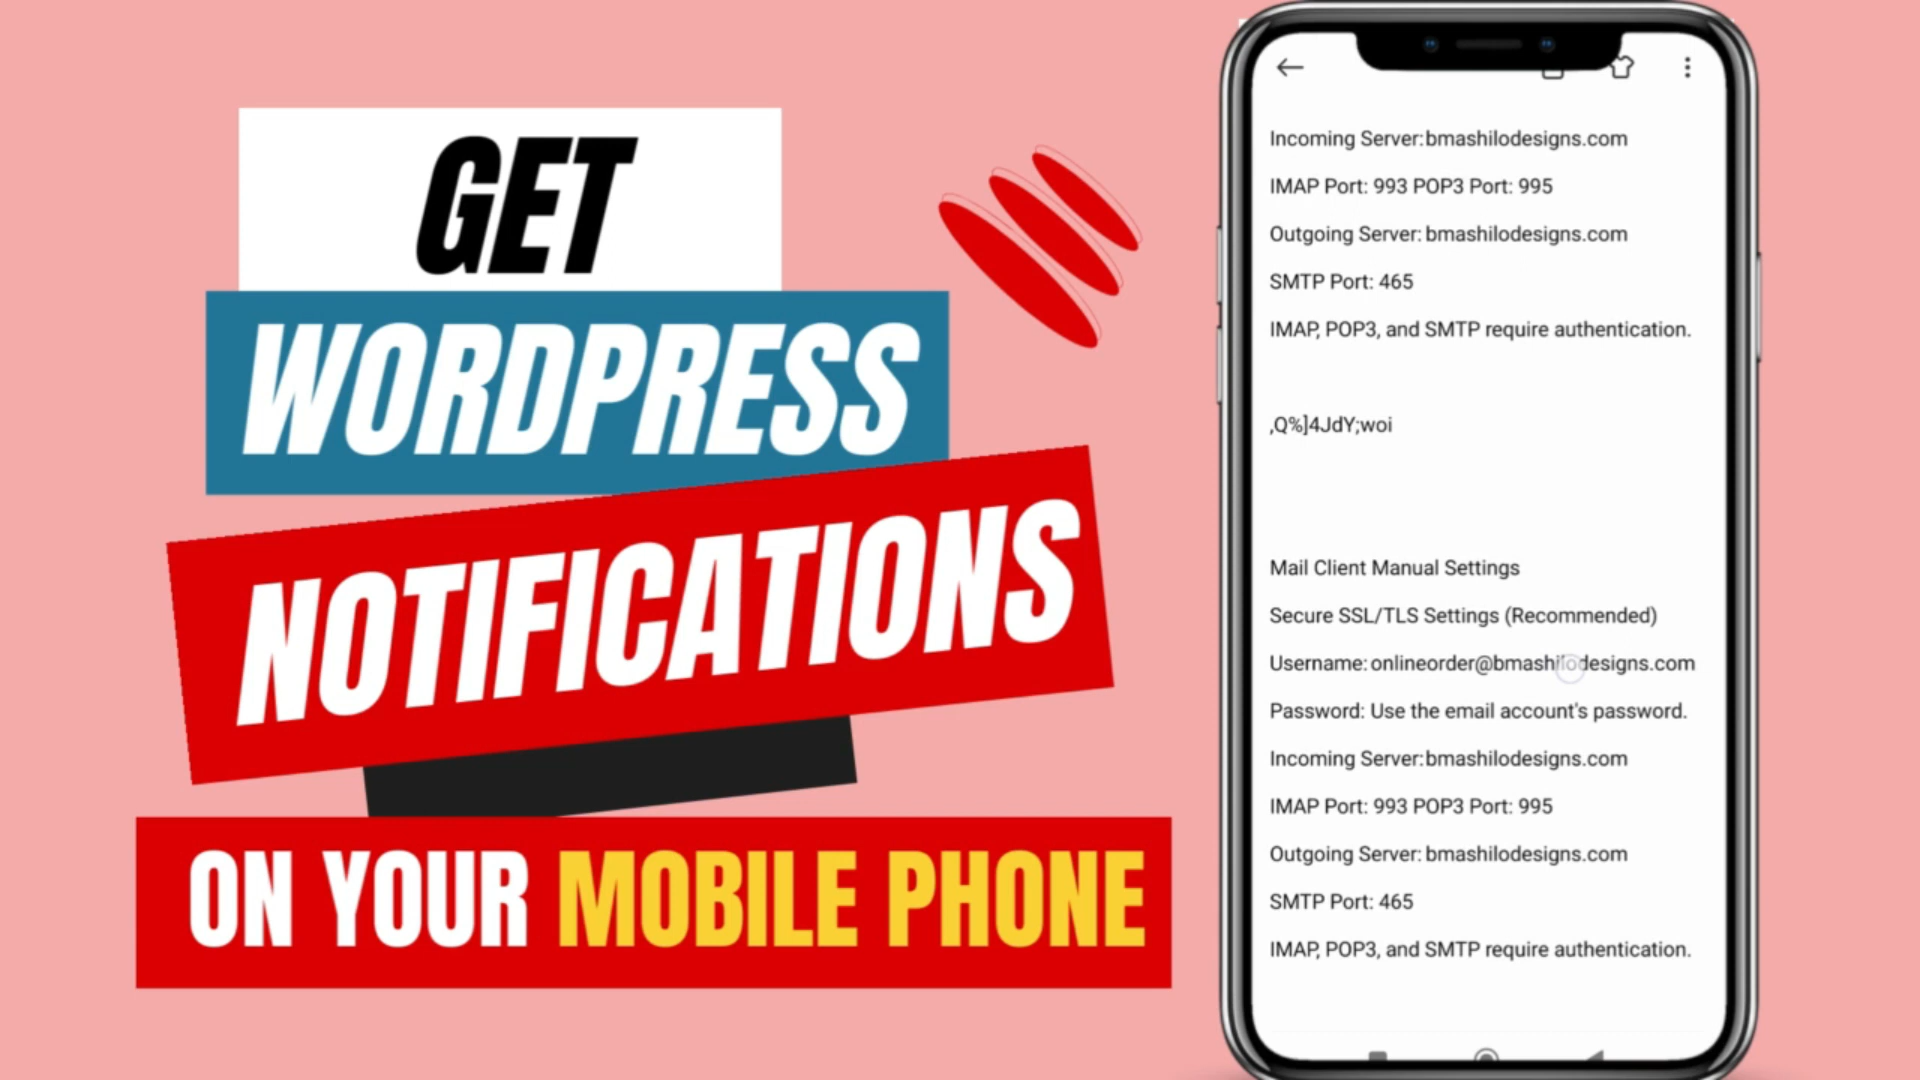 GET
WORDPRESS
NOTIFICATIONS
ON YOUR MOBILE PHONE
Incoming Server: bmashilodesigns.com
IMAP Port: 993 POP3 Port: 995
Outgoing Server: bmashilodesigns.com
SMTP Port: 465
IMAP, POP3, and SMTP require authentication.
,Q%]4JdY;woi
Mail Client Manual Settings
Secure SSL/TLS Settings (Recommended)
Username: onlineorder@bmashilodesigns.com
Password: Use the email account's password.
Incoming Server: bmashilodesigns.com
IMAP Port: 993 POP3 Port: 995
Outgoing Server: bmashilodesigns.com
SMTP Port: 465
IMAP, POP3, and SMTP require authentication.